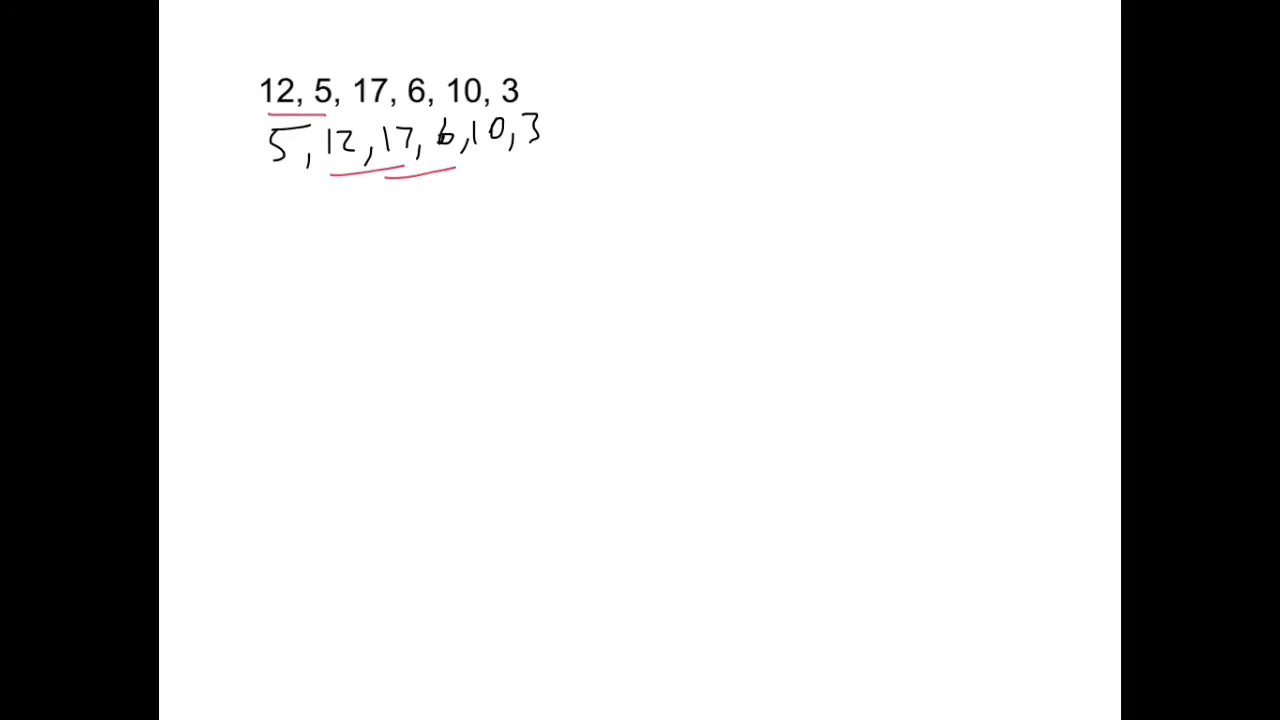 12, 5, 17, 6, 10, 3
5, 12, 17, 6, 10, 3